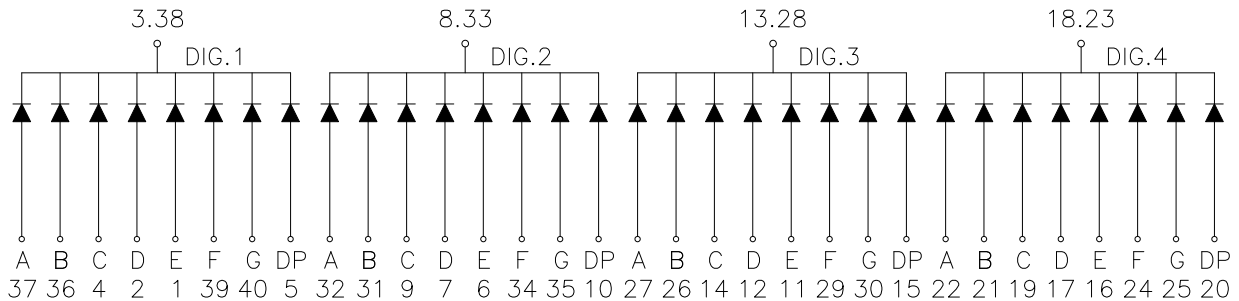 3.38 8.33 13.28 18.23
DIG.1 DIG.2 DIG.3 DIG.4
A B C D E F G DP A B C D E F G DP A B C D E F G DP A B C D E F G DP
37 36 4 2 1 39 40 5 32 31 9 7 6 34 35 10 27 26 14 12 11 29 30 15 22 21 19 17 16 24 25 20